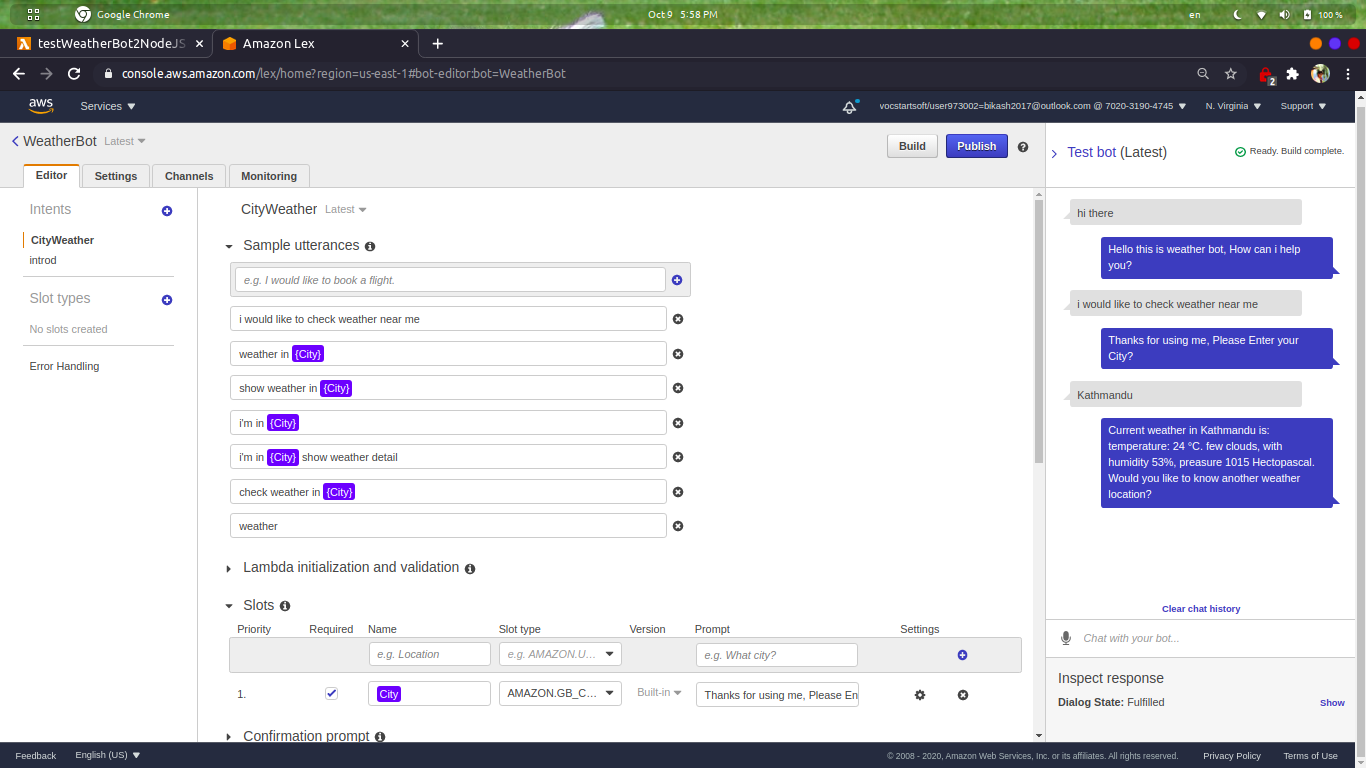 Google Chrome
Oct 9 5:58 PM
en
100 %
testWeatherBot2NodeJS
Amazon Lex
console.aws.amazon.com/lex/home?region=us-east-1#bot-editor:bot=WeatherBot
2
aws
Services
vocstartsoft/user973002=bikash2017@outlook.com @ 7020-3190-4745
N. Virginia
Support
WeatherBot
Latest
Build
Publish
Editor
Settings
Channels
Monitoring
Intents
CityWeather
introd
Slot types
No slots created
Error Handling
CityWeather
Latest
Sample utterances
e.g. I would like to book a flight.
i would like to check weather near me
weather in {City}
show weather in {City}
i'm in {City}
i'm in {City} show weather detail
check weather in {City}
weather
Lambda initialization and validation
Slots
Priority Required Name Slot type Version Prompt Settings
e.g. Location e.g. AMAZON.U... e.g. What city?
1. City AMAZON.GB_C... Built-in Thanks for using me, Please En
Confirmation prompt
Test bot (Latest)
Ready. Build complete.
hi there
Hello this is weather bot, How can i help
you?
i would like to check weather near me
Thanks for using me, Please Enter your
City?
Kathmandu
Current weather in Kathmandu is:
temperature: 24 °C. few clouds, with
humidity 53%, preasure 1015 Hectopascal.
Would you like to know another weather
location?
Clear chat history
Chat with your bot...
Inspect response
Dialog State: Fulfilled
Show
Feedback
English (US)
© 2008 - 2020, Amazon Web Services, Inc. or its affiliates. All rights reserved.
Privacy Policy
Terms of Use